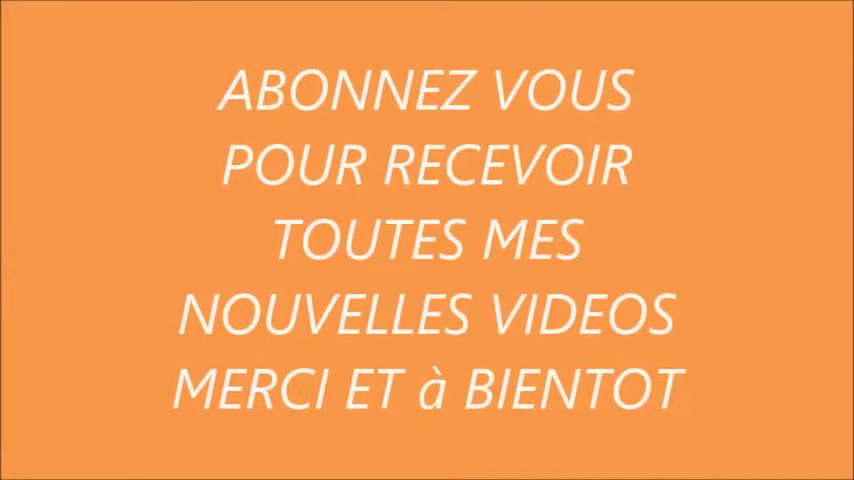 ABONNEZ VOUS
POUR RECEVOIR
TOUTES MES
NOUVELLES VIDEOS
MERCI ET à BIENTOT